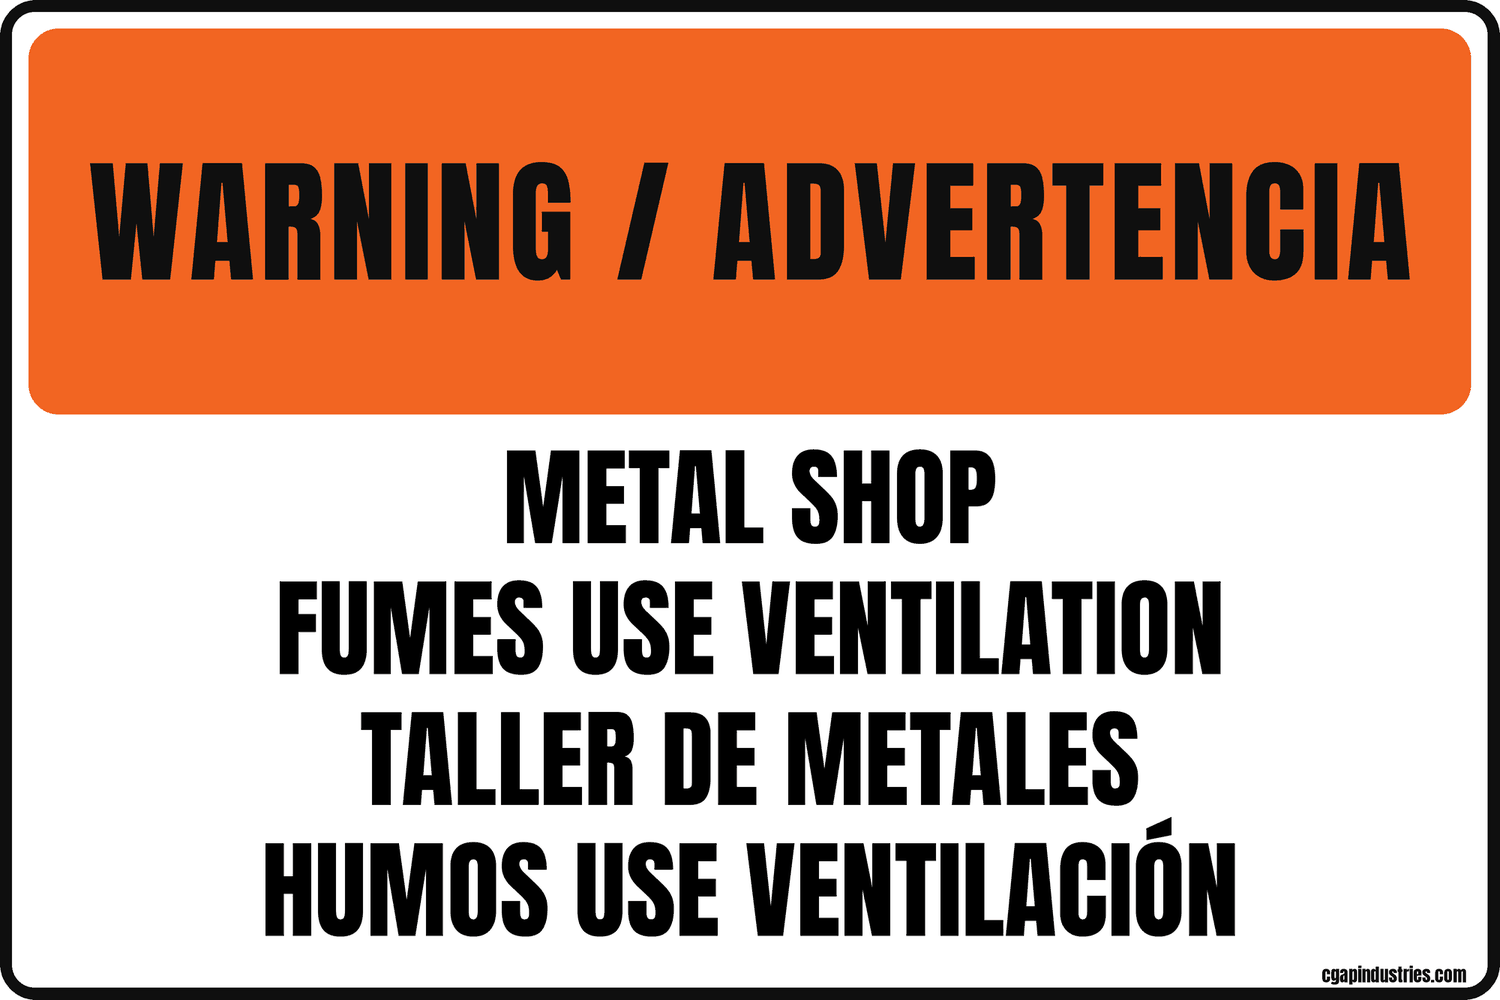 WARNING / ADVERTENCIA
METAL SHOP
FUMES USE VENTILATION
TALLER DE METALES
HUMOS USE VENTILACIÓN
cgapindustries.com